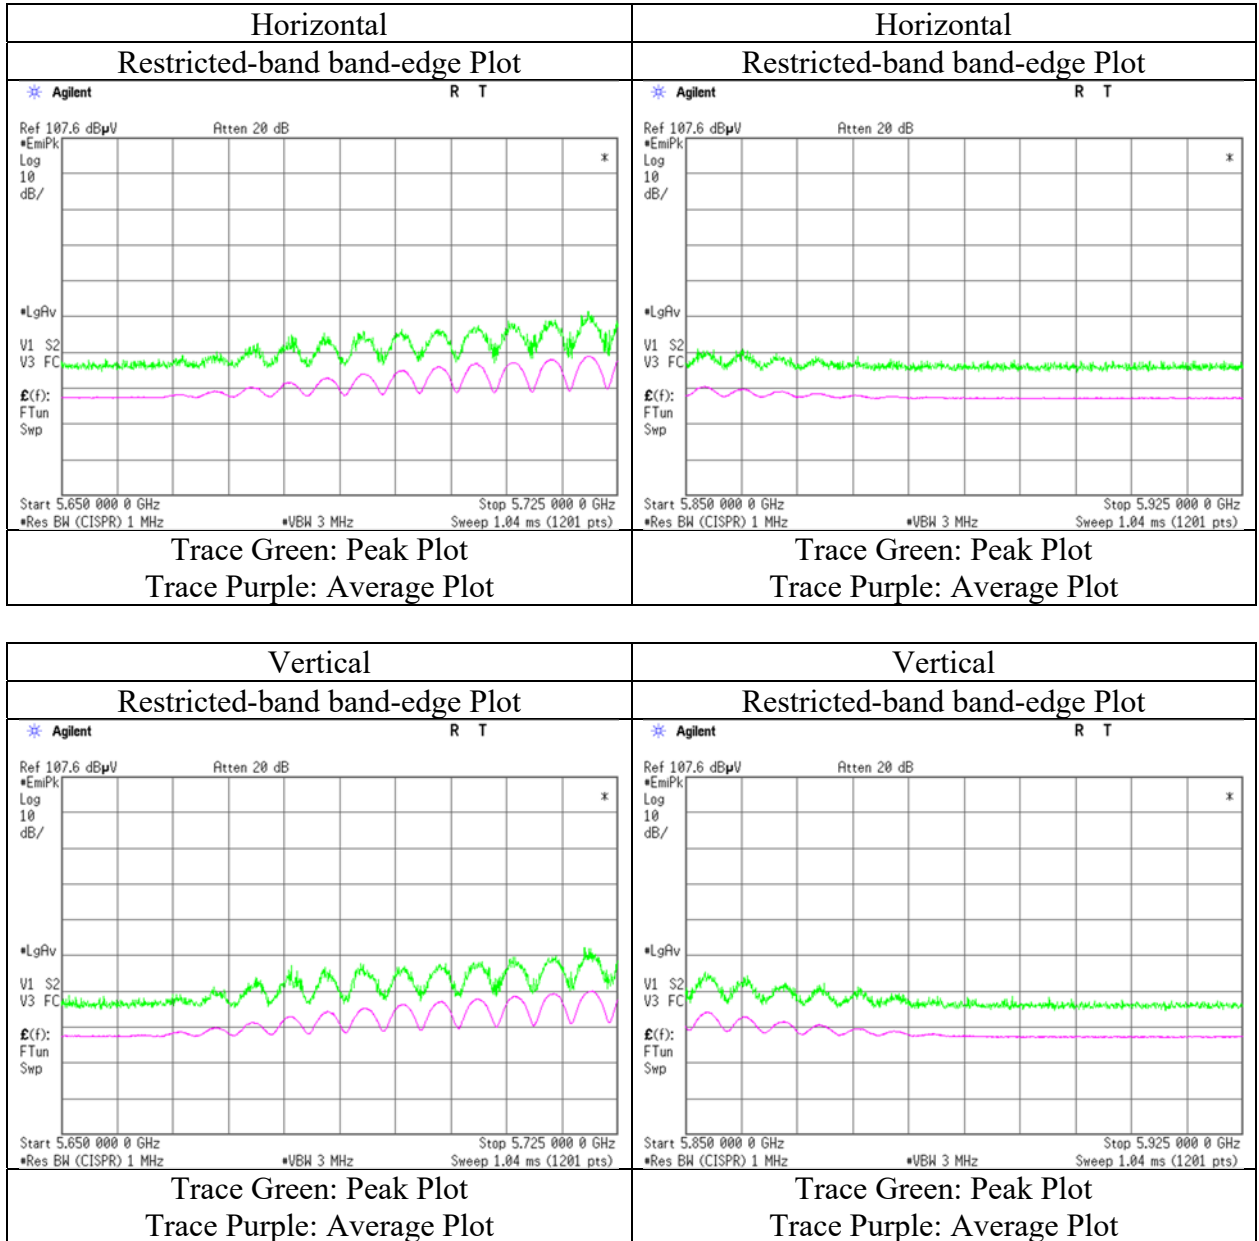 Horizontal
Horizontal
Restricted-band band-edge Plot
Restricted-band band-edge Plot
Agilent
R T
Ref 107.6 dBµV
Atten 20 dB
*EmiPk
Log
10
dB/
*
*LgAv
V1 S2
V3 FC
£(f):
FTun
Swp
Start 5.650 000 0 GHz
Stop 5.725 000 0 GHz
*Res BW (CISPR) 1 MHz
*VBW 3 MHz
Sweep 1.04 ms (1201 pts)
Agilent
R T
Ref 107.6 dBµV
Atten 20 dB
*EmiPk
Log
10
dB/
*
*LgAv
V1 S2
V3 FC
£(f):
FTun
Swp
Start 5.850 000 0 GHz
Stop 5.925 000 0 GHz
*Res BW (CISPR) 1 MHz
*VBW 3 MHz
Sweep 1.04 ms (1201 pts)
Trace Green: Peak Plot
Trace Purple: Average Plot
Trace Green: Peak Plot
Trace Purple: Average Plot
Vertical
Vertical
Restricted-band band-edge Plot
Restricted-band band-edge Plot
Agilent
R T
Ref 107.6 dBµV
Atten 20 dB
*EmiPk
Log
10
dB/
*
*LgAv
V1 S2
V3 FC
£(f):
FTun
Swp
Start 5.650 000 0 GHz
Stop 5.725 000 0 GHz
*Res BW (CISPR) 1 MHz
*VBW 3 MHz
Sweep 1.04 ms (1201 pts)
Agilent
R T
Ref 107.6 dBµV
Atten 20 dB
*EmiPk
Log
10
dB/
*
*LgAv
V1 S2
V3 FC
£(f):
FTun
Swp
Start 5.850 000 0 GHz
Stop 5.925 000 0 GHz
*Res BW (CISPR) 1 MHz
*VBW 3 MHz
Sweep 1.04 ms (1201 pts)
Trace Green: Peak Plot
Trace Purple: Average Plot
Trace Green: Peak Plot
Trace Purple: Average Plot